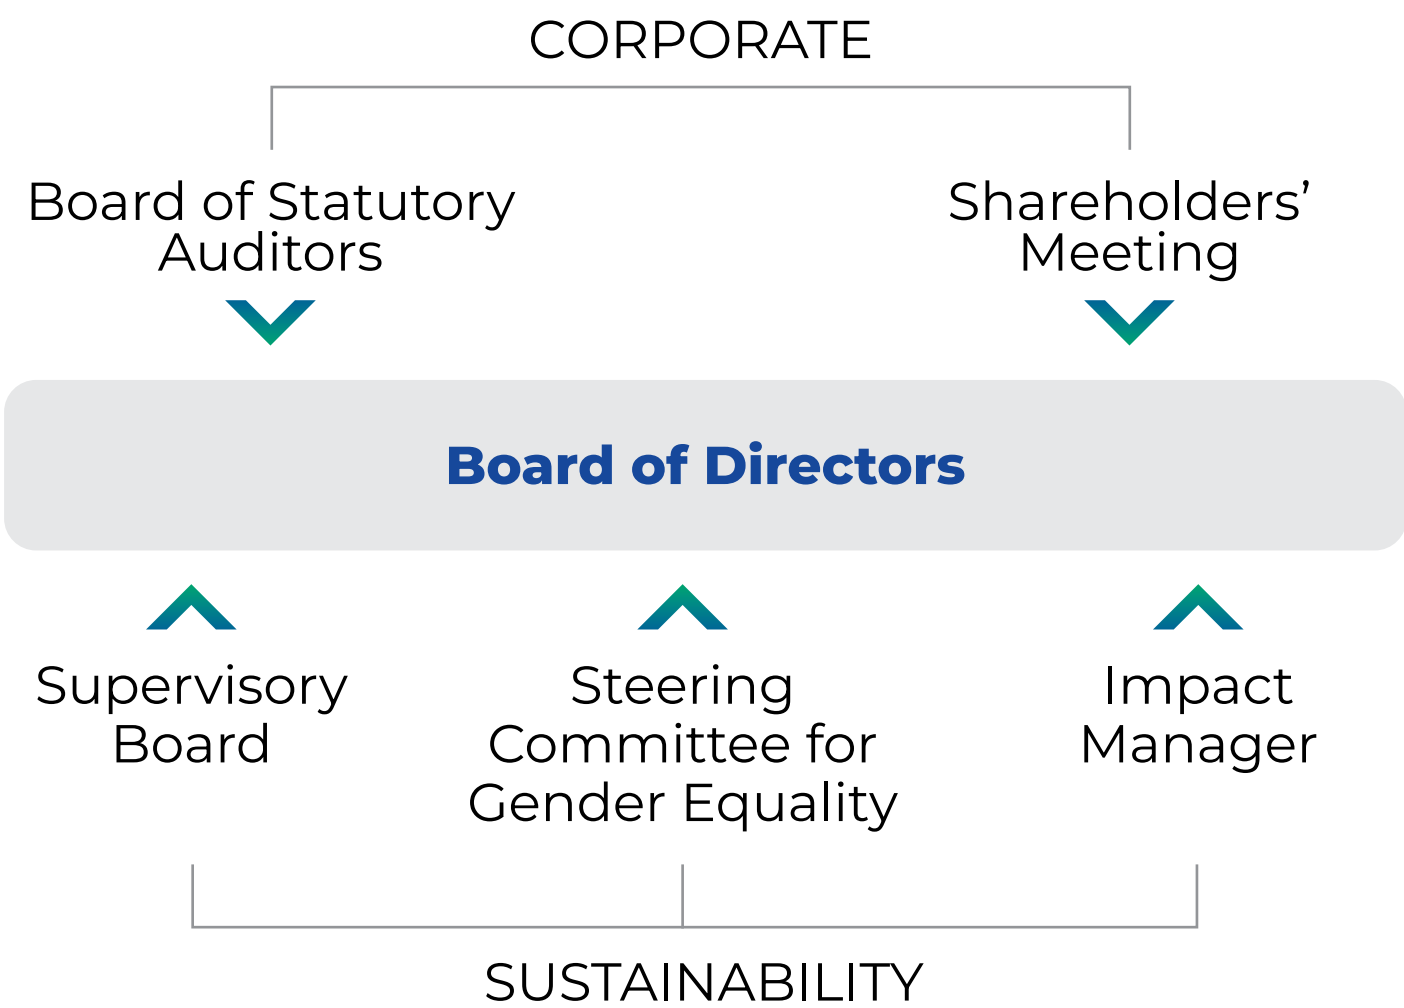 CORPORATE
Board of Statutory
Auditors
Shareholders’
Meeting
Board of Directors
Supervisory
Board
Steering
Committee for
Gender Equality
Impact
Manager
SUSTAINABILITY